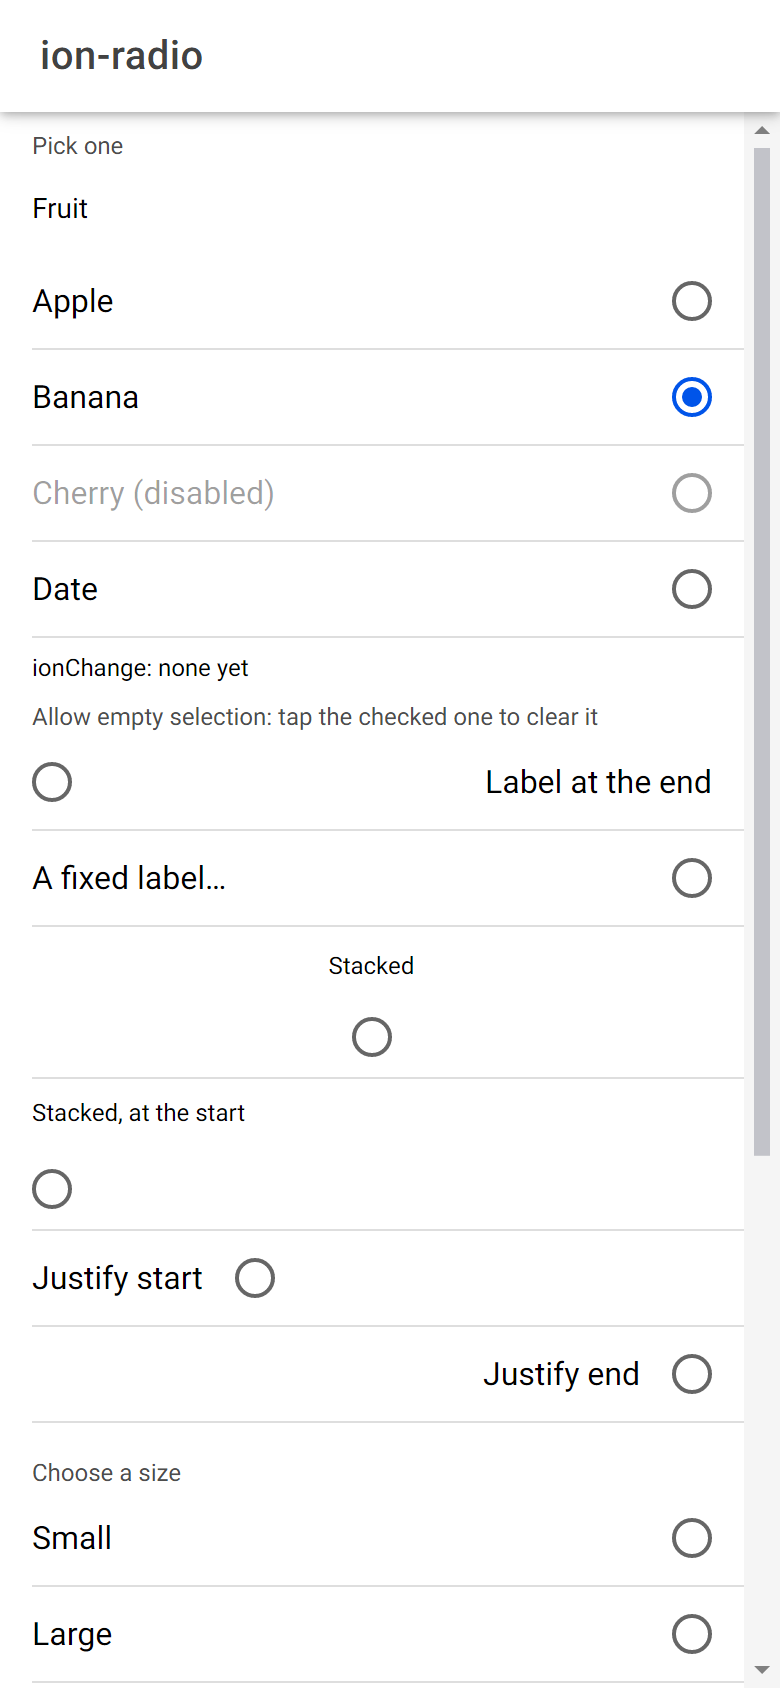 ion-radio
Pick one
Fruit
Apple
Banana
Cherry (disabled)
Date
ionChange: none yet
Allow empty selection: tap the checked one to clear it
Label at the end
A fixed label...
Stacked
Stacked, at the start
Justify start
Justify end
Choose a size
Small
Large